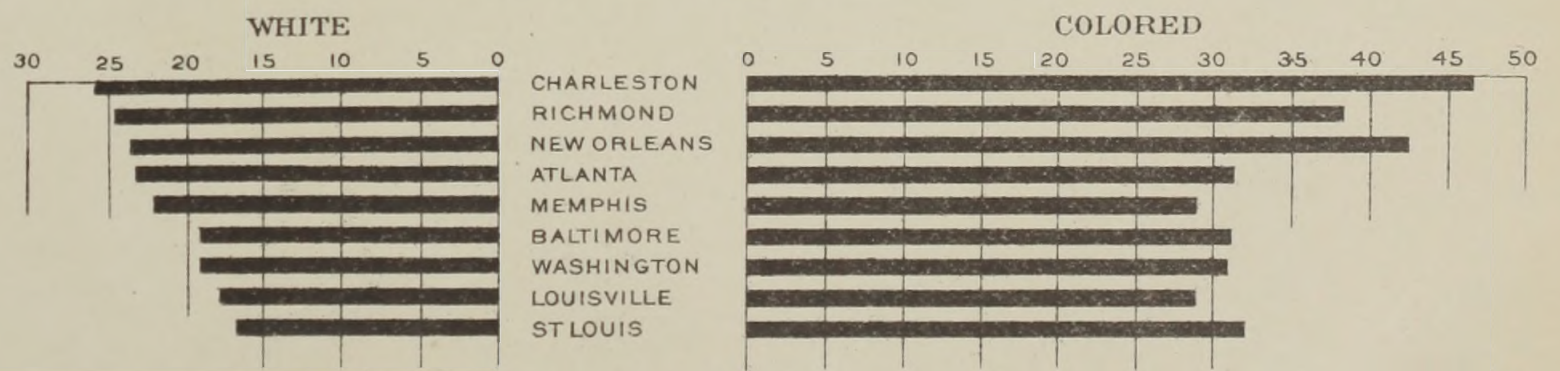 WHITE COLORED
30 25 20 15 10 5 0 0 5 10 15 20 25 30 35 40 45 50
CHARLESTON
RICHMOND
NEW ORLEANS
ATLANTA
MEMPHIS
BALTIMORE
WASHINGTON
LOUISVILLE
ST LOUIS